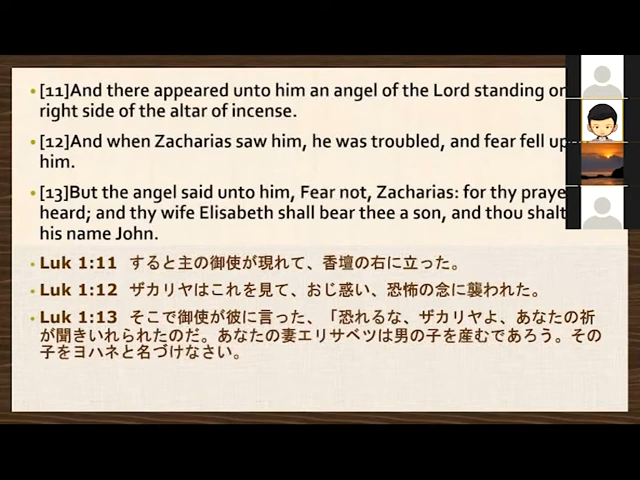 • [11]And there appeared unto him an angel of the Lord standing on
right side of the altar of incense.
• [12]And when Zacharias saw him, he was troubled, and fear fell up
him.
• [13]But the angel said unto him, Fear not, Zacharias: for thy praye
heard; and thy wife Elisabeth shall bear thee a son, and thou shalt
his name John.
• Luk 1:11 すると主の御使が現れて、香壇の右に立った。
• Luk 1:12 ザカリヤはこれを見て、おじ惑い、恐怖の念に襲われた。
• Luk 1:13 そこで御使が彼に言った、「恐れるな、ザカリヤよ、あなたの祈
が聞きいれられたのだ。あなたの妻エリサベツは男の子を産むであろう。その
子をヨハネと名づけなさい。